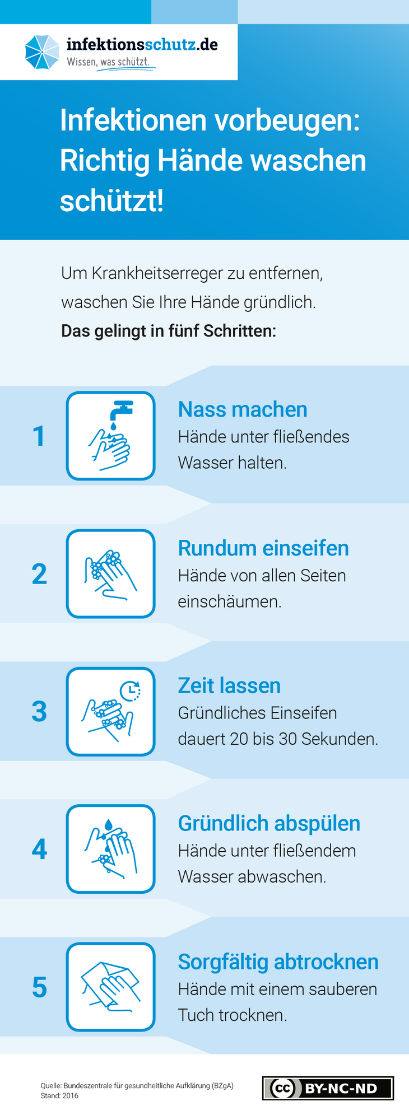 infektionsschutz.de
Wissen, was schützt.
Infektionen vorbeugen:
Richtig Hände waschen
schützt!
Um Krankheitserreger zu entfernen,
waschen Sie Ihre Hände gründlich.
Das gelingt in fünf Schritten:
1
Nass machen
Hände unter fließendes
Wasser halten.
2
Rundum einseifen
Hände von allen Seiten
einschäumen.
3
Zeit lassen
Gründliches Einseifen
dauert 20 bis 30 Sekunden.
4
Gründlich abspülen
Hände unter fließendem
Wasser abwaschen.
5
Sorgfältig abtrocknen
Hände mit einem sauberen
Tuch trocknen.
Quelle: Bundeszentrale für gesundheitliche Aufklärung (BZgA)
Stand: 2016
cc BY-NC-ND